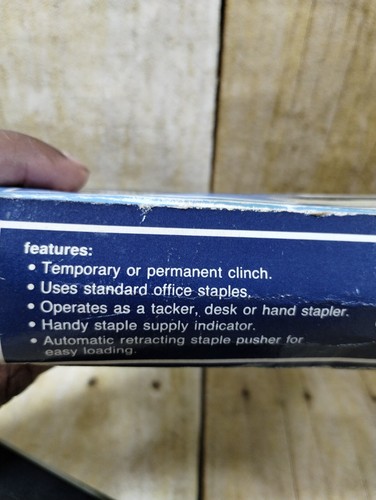 features:
• Temporary or permanent clinch.
• Uses standard office staples.
• Operates as a tacker, desk or hand stapler.
• Handy staple supply indicator.
• Automatic retracting staple pusher for
easy loading.